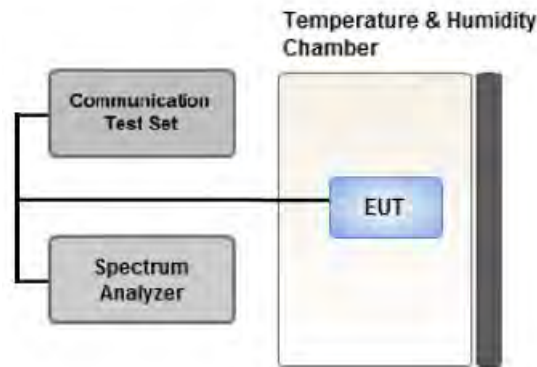 Temperature & Humidity
Chamber
Communication
Test Set
EUT
Spectrum
Analyzer